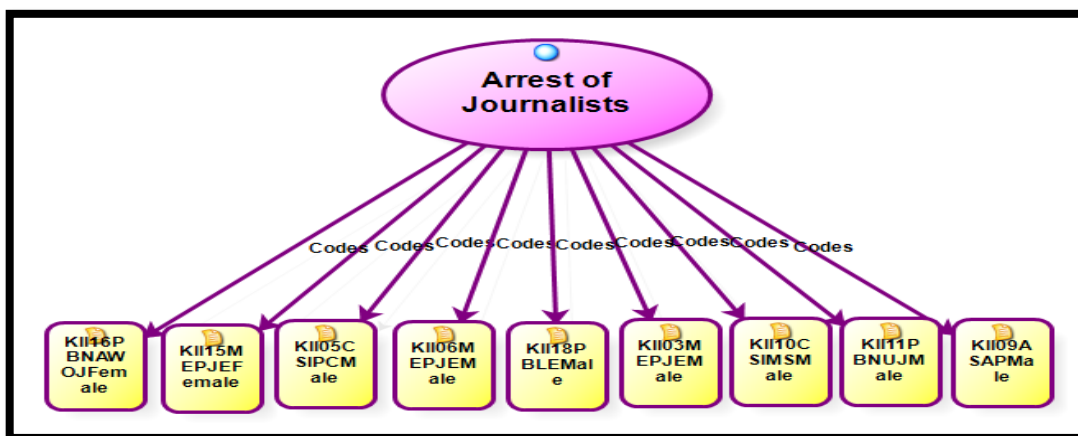 Arrest of
Journalists
Codes Codes Codes Codes Codes Codes Codes Codes Codes
KII16P
BNAW
OJFem
ale
KII15M
EPJEF
emale
KII05C
SIPCM
ale
KII06M
EPJEM
ale
KII18P
BLEMal
e
KII03M
EPJEM
ale
KII10C
SIMSM
ale
KII11P
BNUJM
ale
KII09A
SAPMa
le